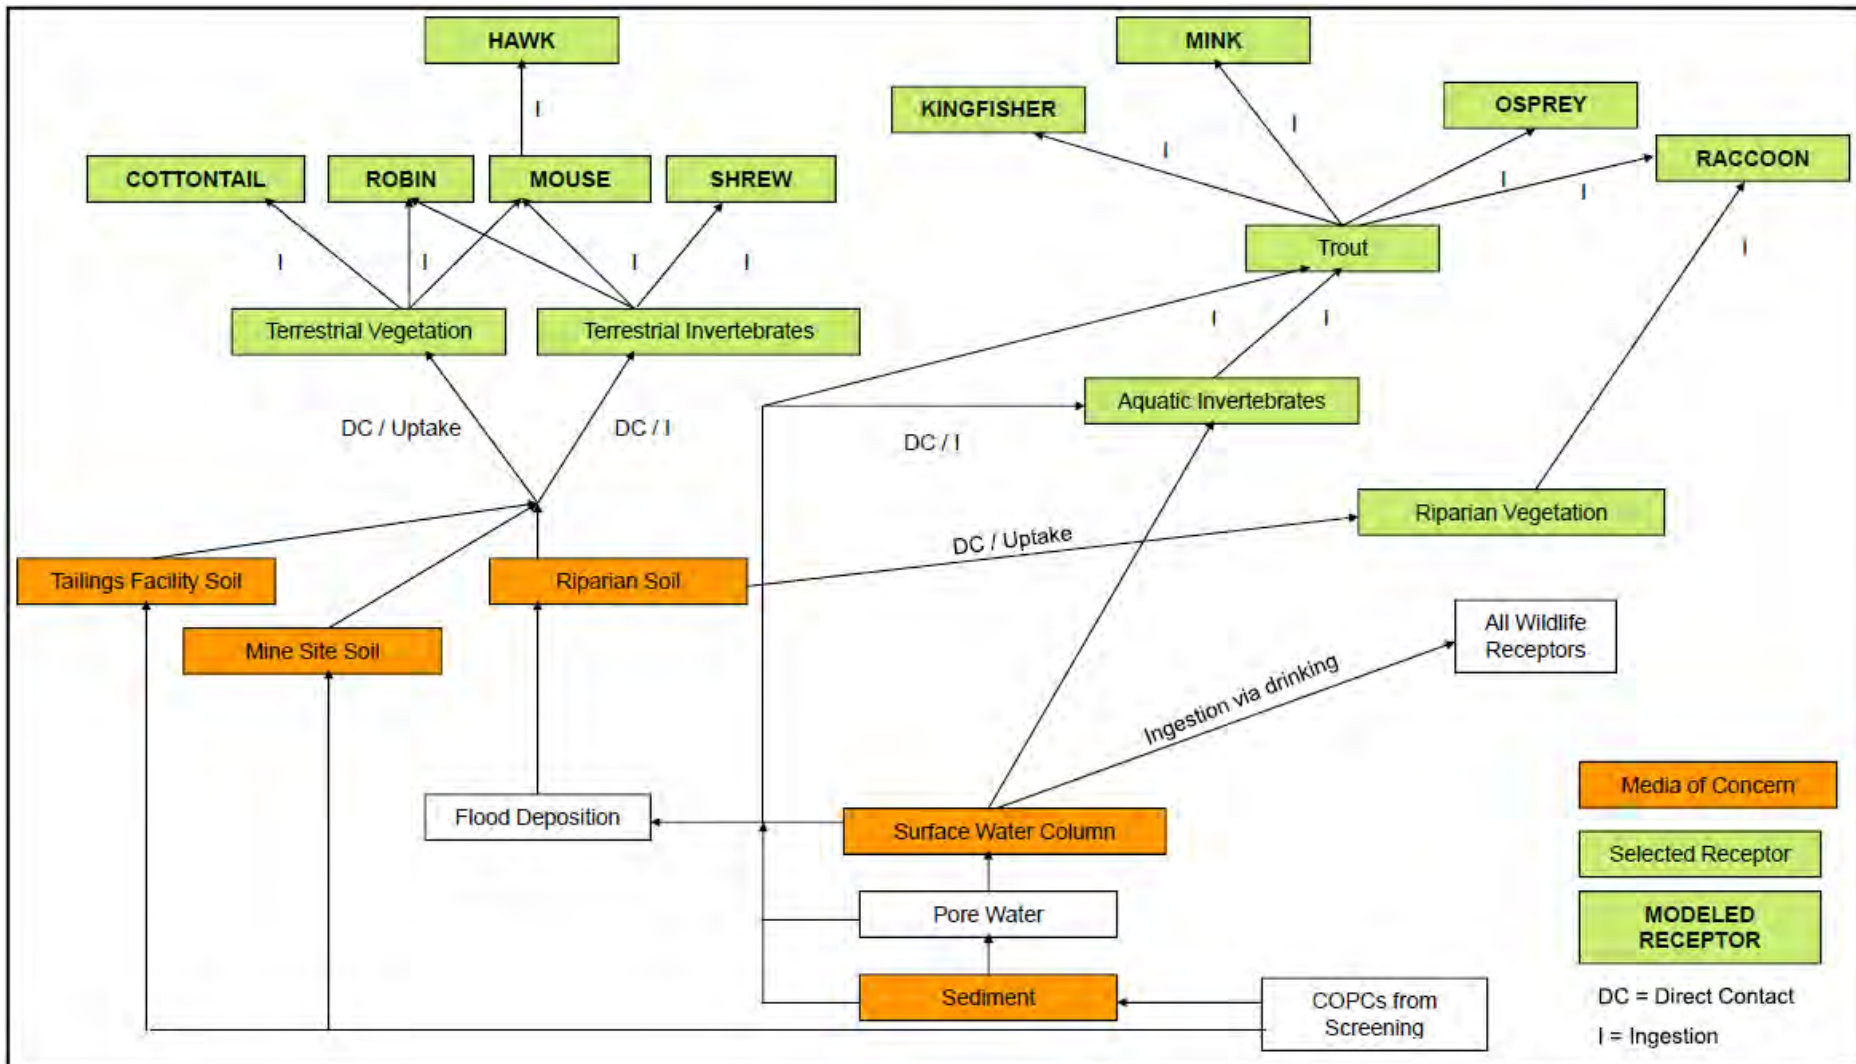 HAWK
MINK
KINGFISHER
OSPREY
I
I
I
COTTONTAIL
ROBIN
MOUSE
SHREW
RACCOON
I
I
I
I
I
I
I
Trout
Terrestrial Vegetation
Terrestrial Invertebrates
I
I
Aquatic Invertebrates
DC / Uptake
DC / I
DC / I
Riparian Vegetation
DC / Uptake
Tailings Facility Soil
Riparian Soil
Mine Site Soil
All Wildlife
Receptors
Ingestion via drinking
Flood Deposition
Surface Water Column
Media of Concern
Selected Receptor
Pore Water
MODELED
RECEPTOR
Sediment
COPCs from
Screening
DC = Direct Contact
I = Ingestion